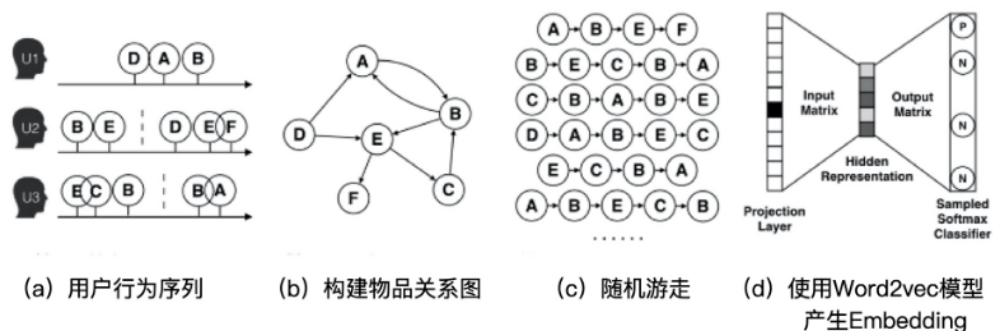 U1
D A B
U2
B E D E F
U3
E C B B A
A
B
D
E
F
C
A B E F
B E C B A
C B A B E
D A B E C
E C B A
A B E C B
......
P
N
N
N
Input
Matrix
Output
Matrix
Hidden
Representation
Projection
Layer
Sampled
Softmax
Classifier
(a) 用户行为序列
(b) 构建物品关系图
(c) 随机游走
(d) 使用Word2vec模型
产生Embedding